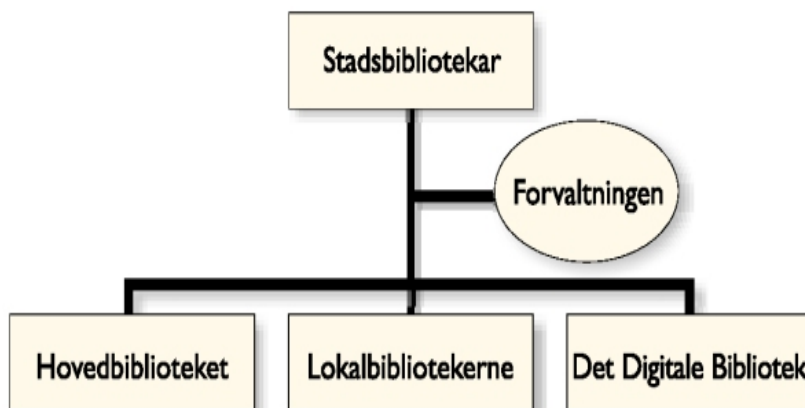 Stadsbibliotekar
Forvaltningen
Hovedbiblioteket
Lokalbibliotekerne
Det Digitale Bibliotek